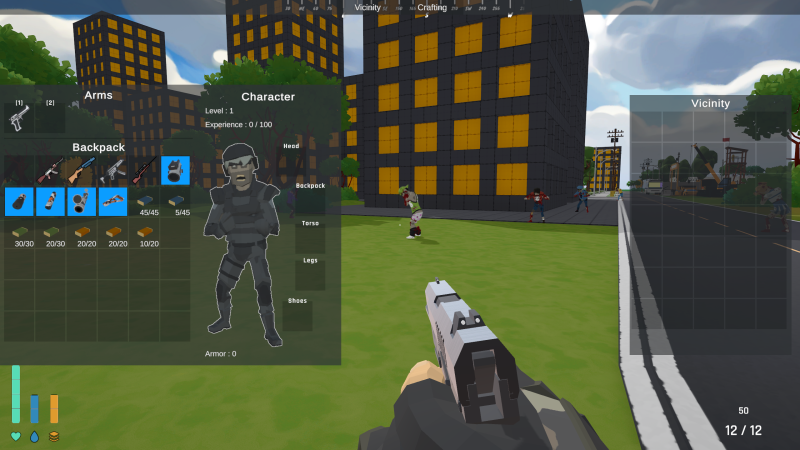 Vicinity
Crafting
Arms
[1]
[2]
Backpack
45/45
5/45
30/30
20/30
20/20
20/20
10/20
Character
Level : 1
Experience : 0 / 100
Head
Backpack
Torso
Legs
Shoes
Armor : 0
Vicinity
50
12 / 12